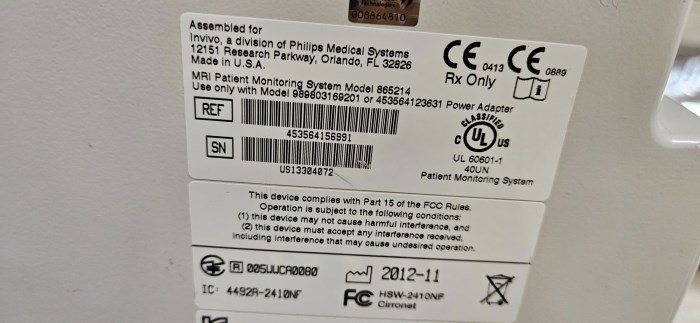 Technologies
008864810
Assembled for
Invivo, a division of Philips Medical Systems
12151 Research Parkway, Orlando, FL 32826
Made in U.S.A.
CE 0413 CE 0889
Rx Only
MRI Patient Monitoring System Model 865214
Use only with Model 989803169201 or 453564123631 Power Adapter
REF
453564156991
SN
US13304072
CLASSIFIED
C UL US
UL 60601-1
40UN
Patient Monitoring System
This device complies with Part 15 of the FCC Rules.
Operation is subject to the following conditions:
(1) this device may not cause harmful interference, and
(2) this device must accept any interference received,
including interference that may cause undesired operation.
R 005WWCA0080
2012-11
IC: 4492A-2410NF
FC HSW-2410NF
Cirronet